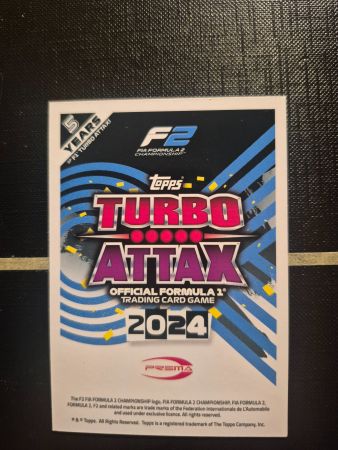 5
YEARS
OF F1 TURBO ATTAX!
F2
FIA FORMULA 2
CHAMPIONSHIP™
Topps
TURBO
ATTAX
OFFICIAL FORMULA 1®
TRADING CARD GAME
2024
PREMA
The F2 FIA FORMULA 2 CHAMPIONSHIP logo, FIA FORMULA 2 CHAMPIONSHIP, FIA FORMULA 2,
FORMULA 2, F2 and related marks are trade marks of the Federation Internationale de L'Automobile
and used under exclusive licence. All rights reserved.
® & © Topps. All Rights Reserved. Topps is a registered trademark of The Topps Company, Inc.